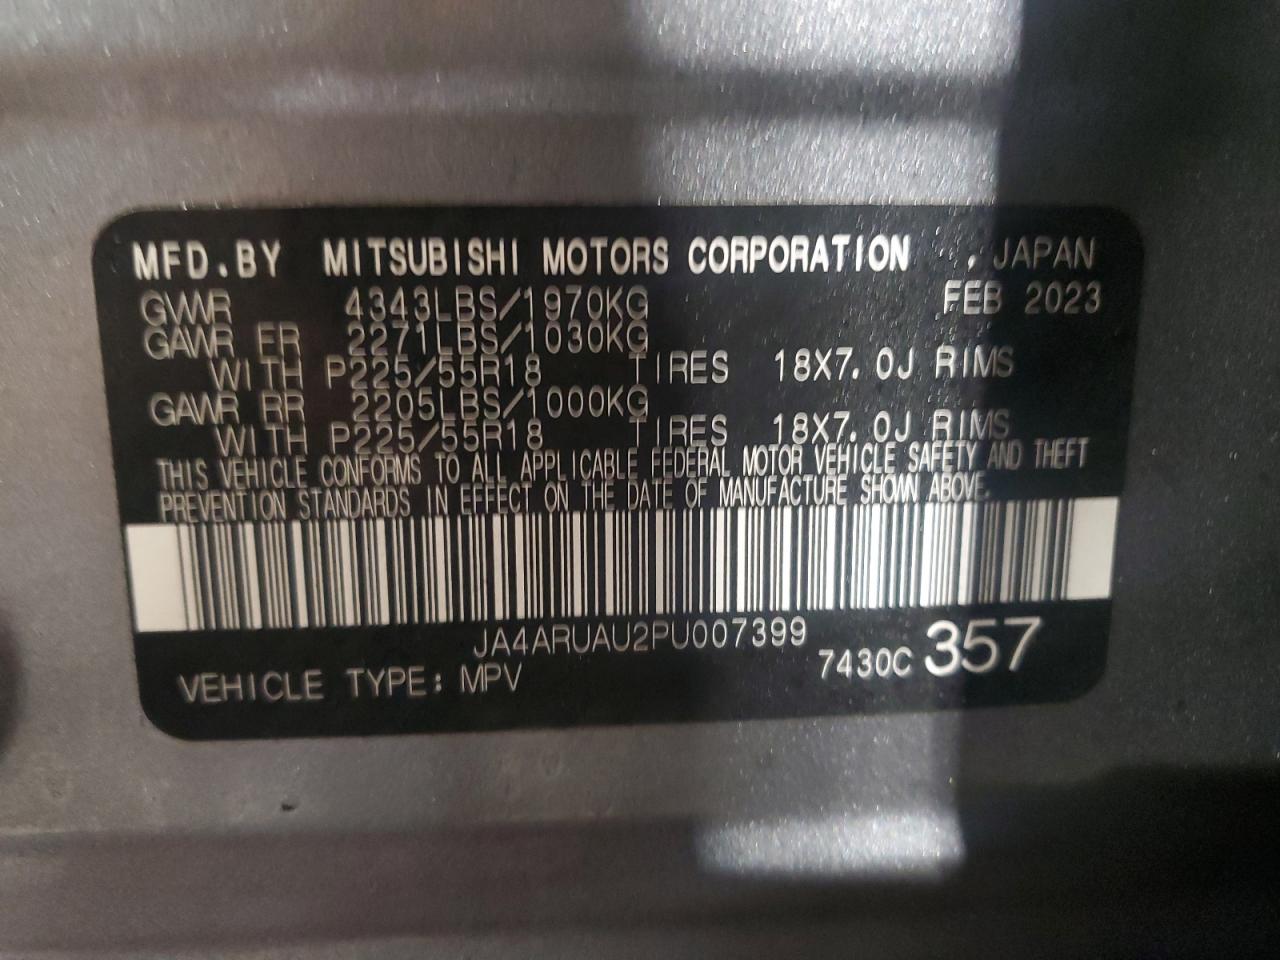 MFD.BY MITSUBISHI MOTORS CORPORATION , JAPAN
GVWR 4343LBS/1970KG FEB 2023
GAWR FR 2271LBS/1030KG
WITH P225/55R18 TIRES 18X7.0J RIMS
GAWR RR 2205LBS/1000KG
WITH P225/55R18 TIRES 18X7.0J RIMS
THIS VEHICLE CONFORMS TO ALL APPLICABLE FEDERAL MOTOR VEHICLE SAFETY AND THEFT
PREVENTION STANDARDS IN EFFECT ON THE DATE OF MANUFACTURE SHOWN ABOVE.
JA4ARUAU2PU007399
VEHICLE TYPE: MPV 7430C 357